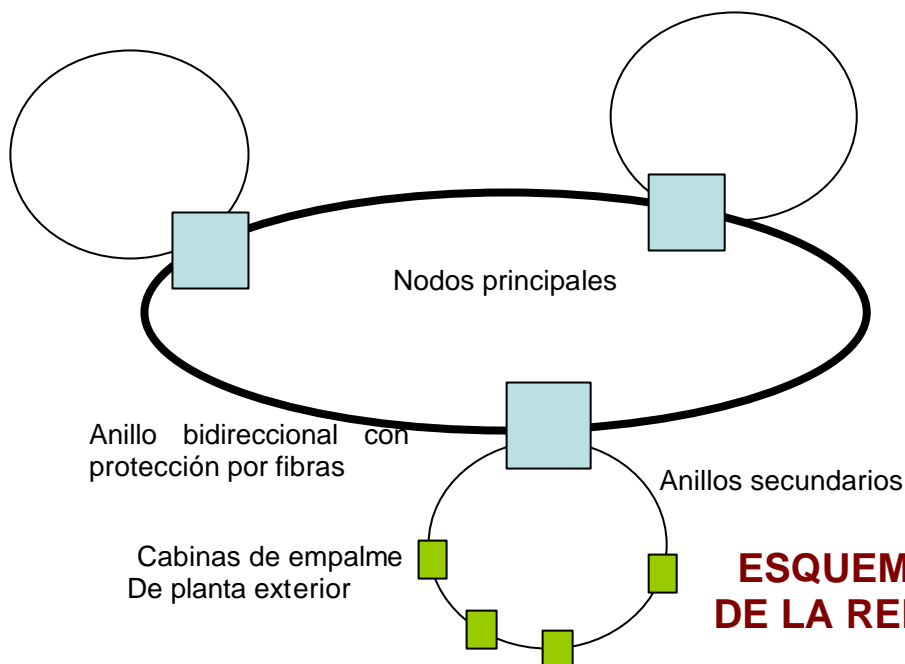 Nodos principales
Anillo bidireccional con
protección por fibras
Anillos secundarios
Cabinas de empalme
De planta exterior
ESQUEM
DE LA RE